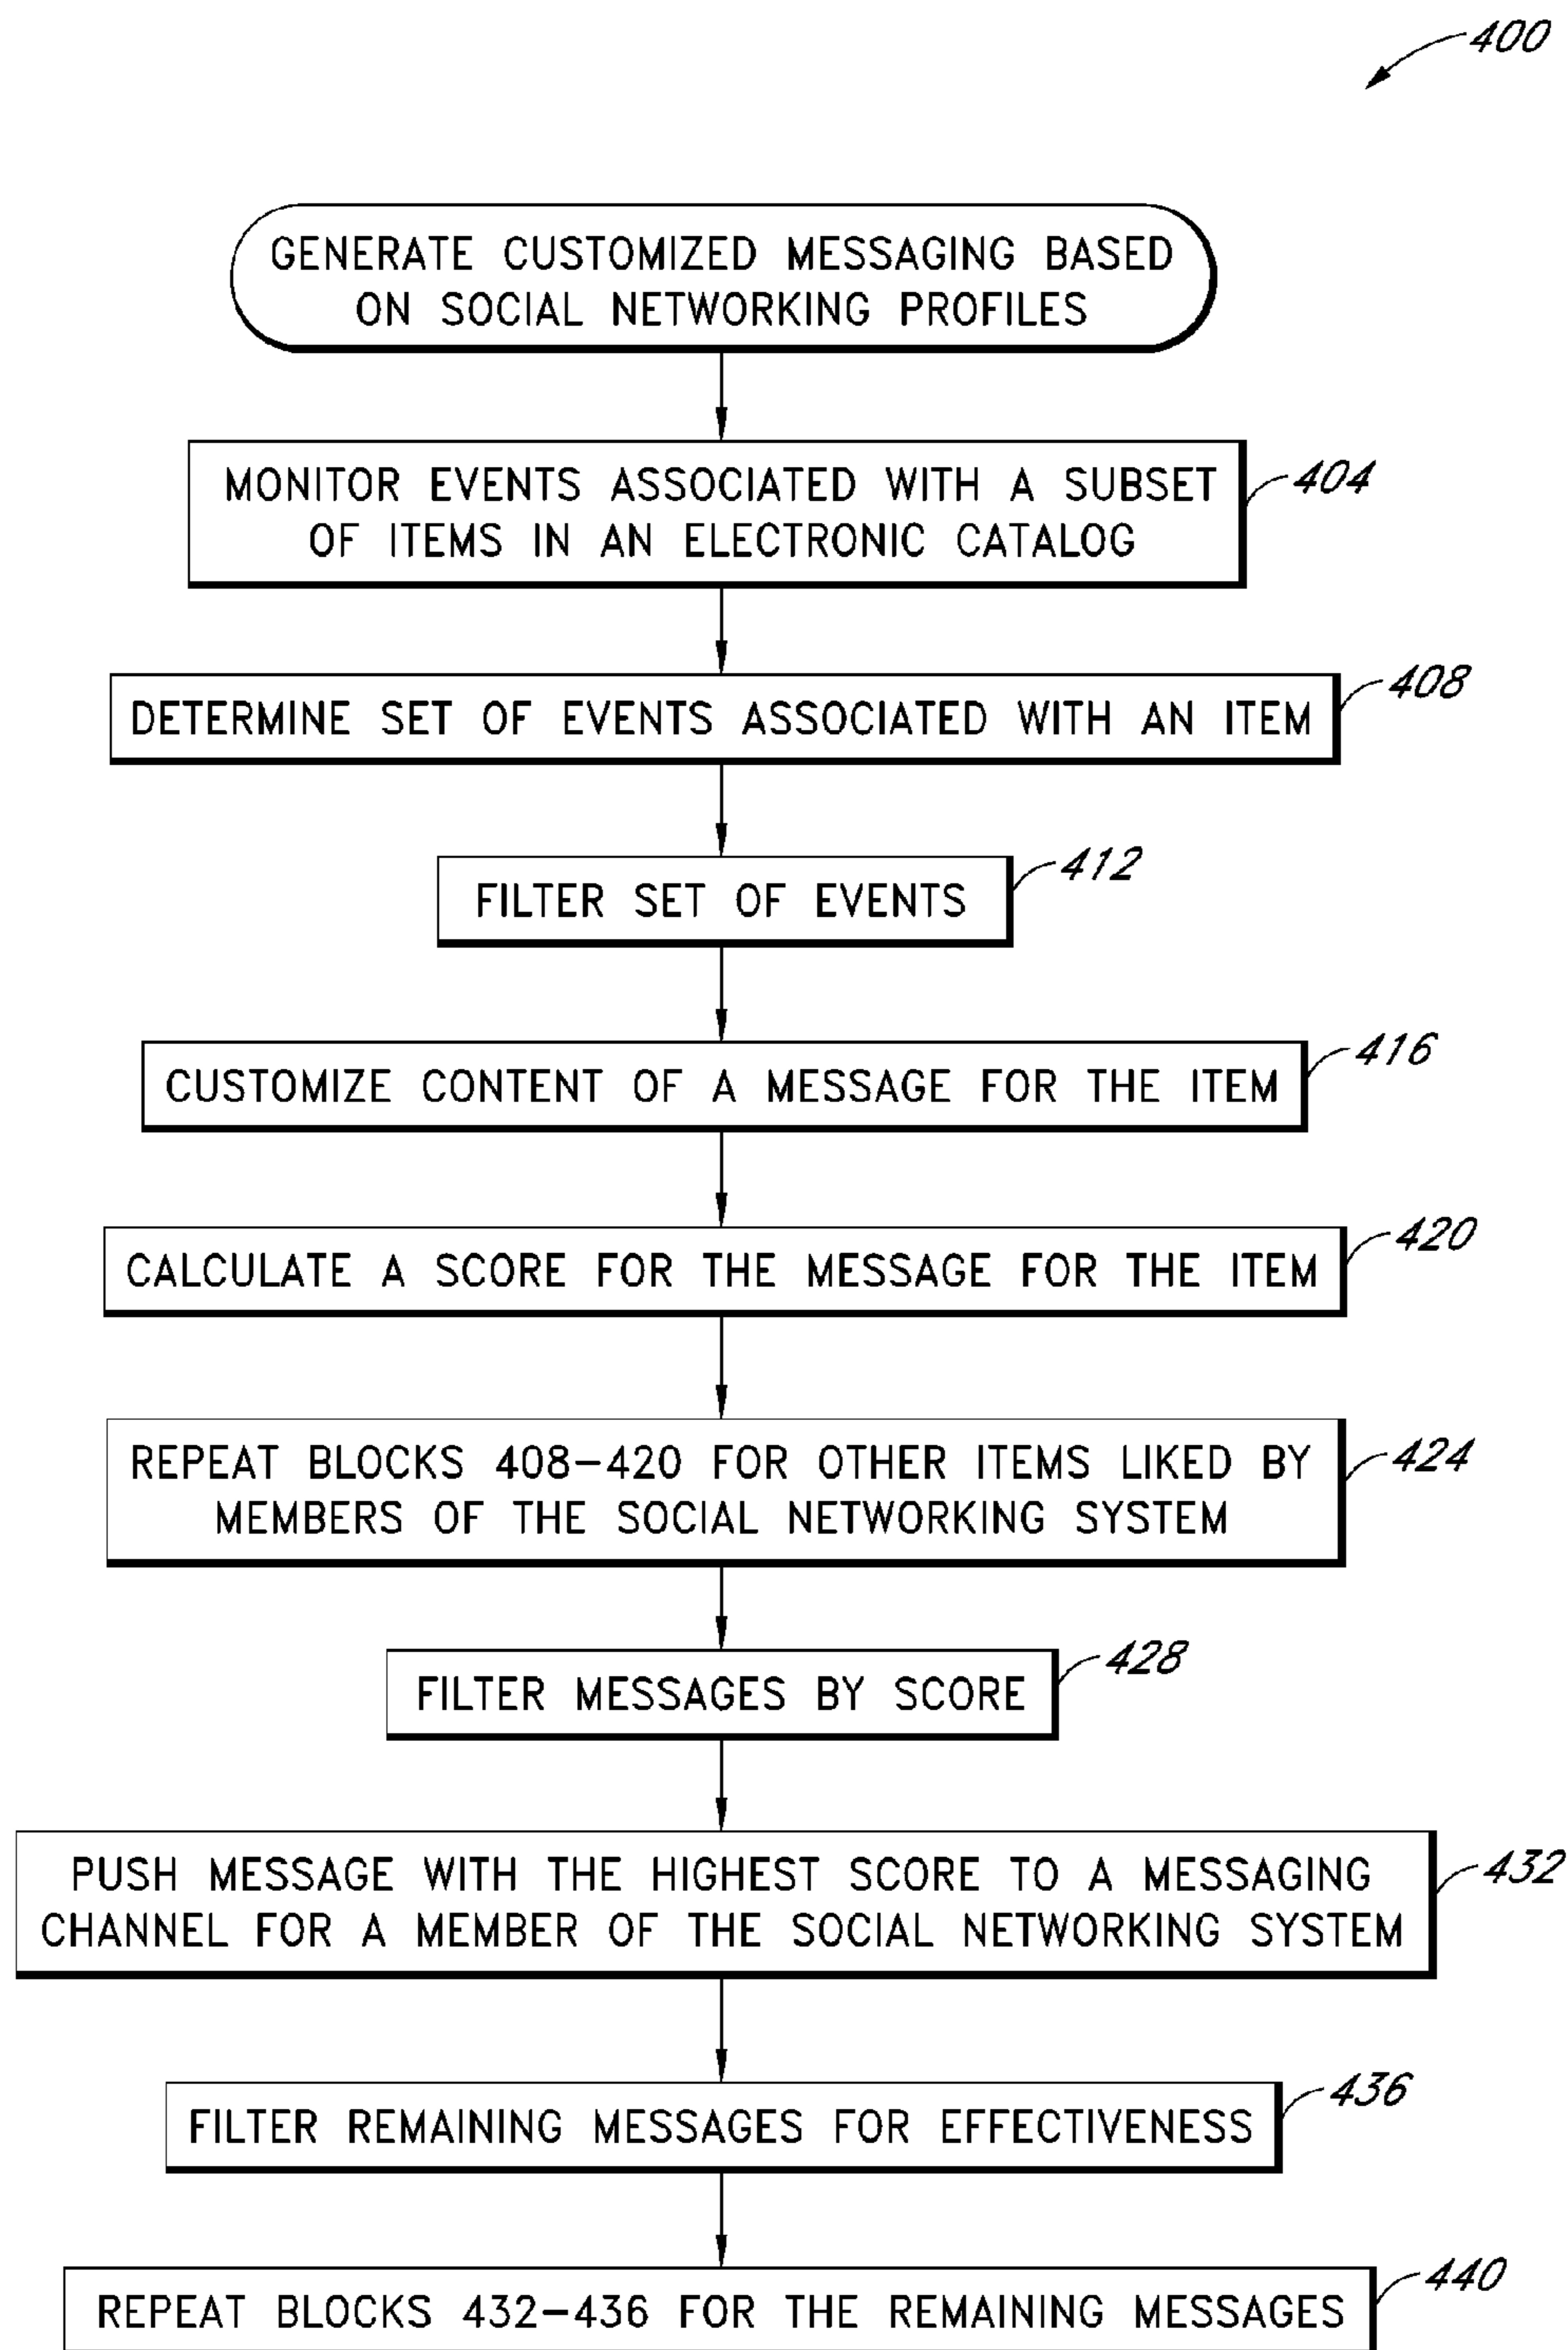 400
GENERATE CUSTOMIZED MESSAGING BASED
ON SOCIAL NETWORKING PROFILES
MONITOR EVENTS ASSOCIATED WITH A SUBSET
OF ITEMS IN AN ELECTRONIC CATALOG
404
DETERMINE SET OF EVENTS ASSOCIATED WITH AN ITEM
408
FILTER SET OF EVENTS
412
CUSTOMIZE CONTENT OF A MESSAGE FOR THE ITEM
416
CALCULATE A SCORE FOR THE MESSAGE FOR THE ITEM
420
REPEAT BLOCKS 408-420 FOR OTHER ITEMS LIKED BY
MEMBERS OF THE SOCIAL NETWORKING SYSTEM
424
FILTER MESSAGES BY SCORE
428
PUSH MESSAGE WITH THE HIGHEST SCORE TO A MESSAGING
CHANNEL FOR A MEMBER OF THE SOCIAL NETWORKING SYSTEM
432
FILTER REMAINING MESSAGES FOR EFFECTIVENESS
436
REPEAT BLOCKS 432-436 FOR THE REMAINING MESSAGES
440